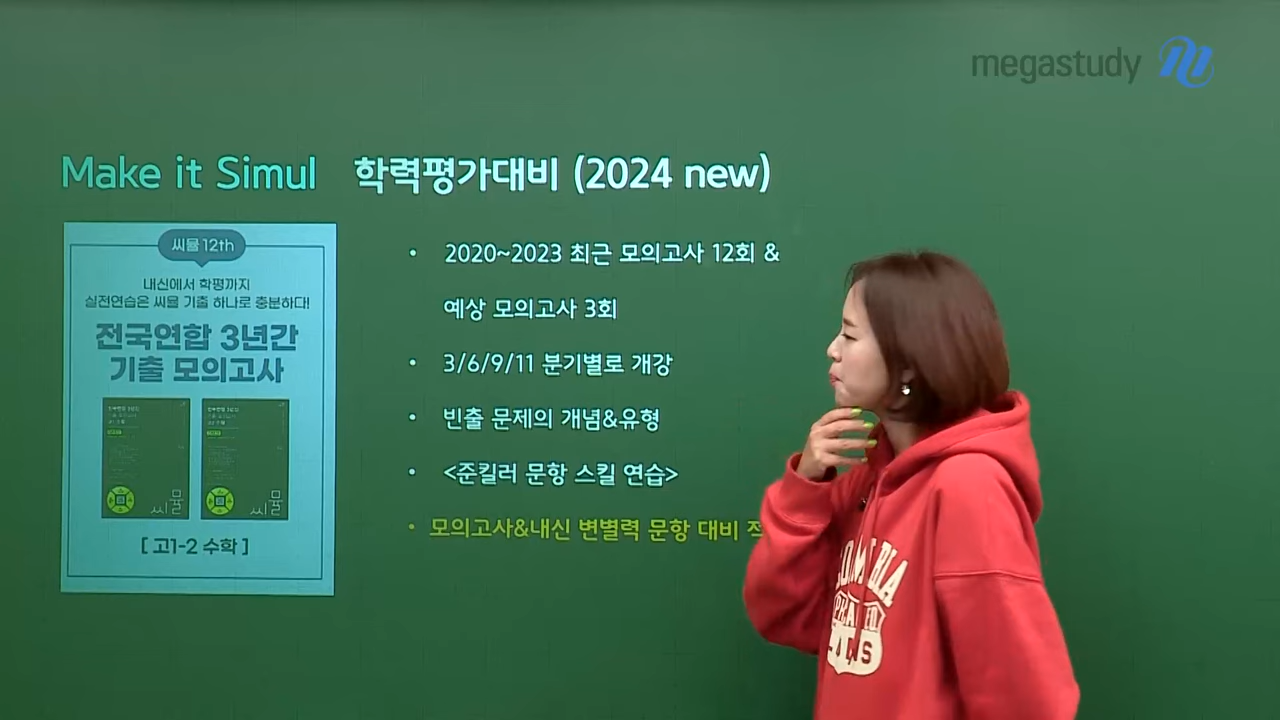 megastudy
Make it Simul 학력평가대비 (2024 new)
씨뮬 12th
내신에서 학평까지
실전연습은 씨뮬 기출 하나로 충분하다!
전국연합 3년간
기출 모의고사
씨뮬
씨뮬
[ 고1-2 수학 ]
• 2020~2023 최근 모의고사 12회 &
예상 모의고사 3회
• 3/6/9/11 분기별로 개강
• 빈출 문제의 개념&유형
• <준킬러 문항 스킬 연습>
• 모의고사&내신 변별력 문항 대비